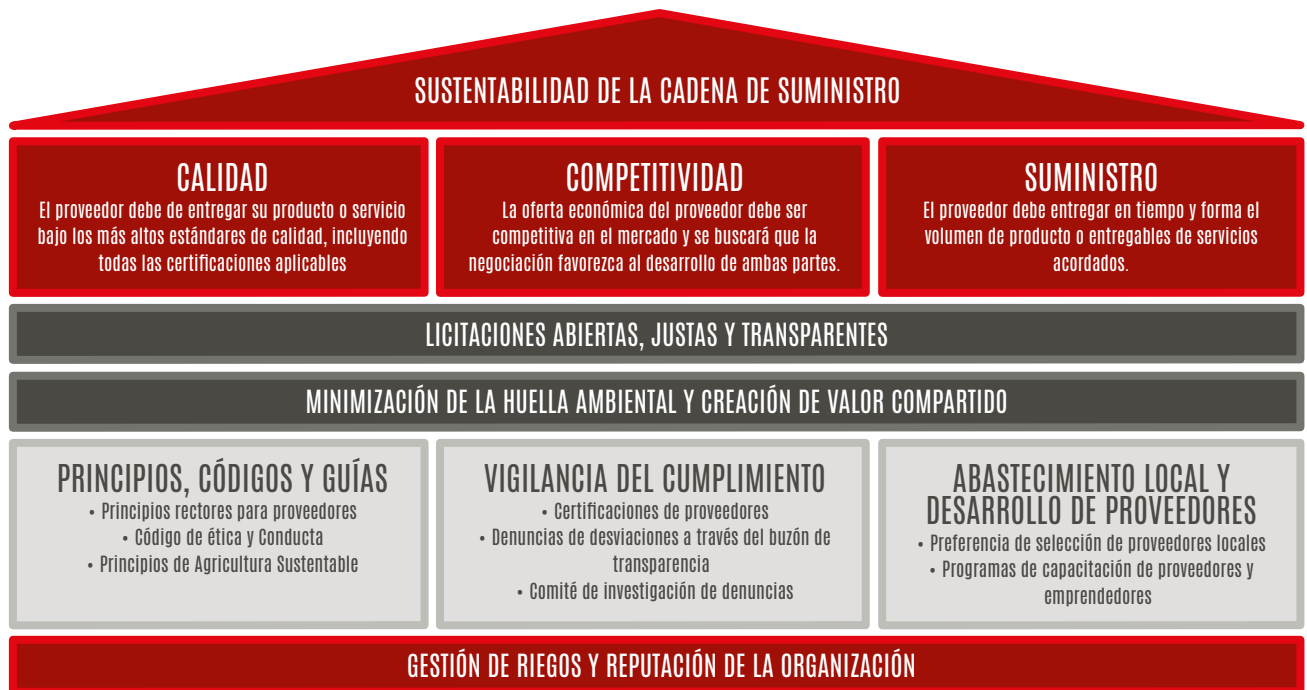 SUSTENTABILIDAD DE LA CADENA DE SUMINISTRO
CALIDAD
El proveedor debe de entregar su producto o servicio
bajo los más altos estándares de calidad, incluyendo
todas las certificaciones aplicables
COMPETITIVIDAD
La oferta económica del proveedor debe ser
competitiva en el mercado y se buscará que la
negociación favorezca al desarrollo de ambas partes.
SUMINISTRO
El proveedor debe entregar en tiempo y forma el
volumen de producto o entregables de servicios
acordados.
LICITACIONES ABIERTAS, JUSTAS Y TRANSPARENTES
MINIMIZACIÓN DE LA HUELLA AMBIENTAL Y CREACIÓN DE VALOR COMPARTIDO
PRINCIPIOS, CÓDIGOS Y GUÍAS
• Principios rectores para proveedores
• Código de ética y Conducta
• Principios de Agricultura Sustentable
VIGILANCIA DEL CUMPLIMIENTO
• Certificaciones de proveedores
• Denuncias de desviaciones a través del buzón de
transparencia
• Comité de investigación de denuncias
ABASTECIMIENTO LOCAL Y
DESARROLLO DE PROVEEDORES
• Preferencia de selección de proveedores locales
• Programas de capacitación de proveedores y
emprendedores
GESTIÓN DE RIEGOS Y REPUTACIÓN DE LA ORGANIZACIÓN